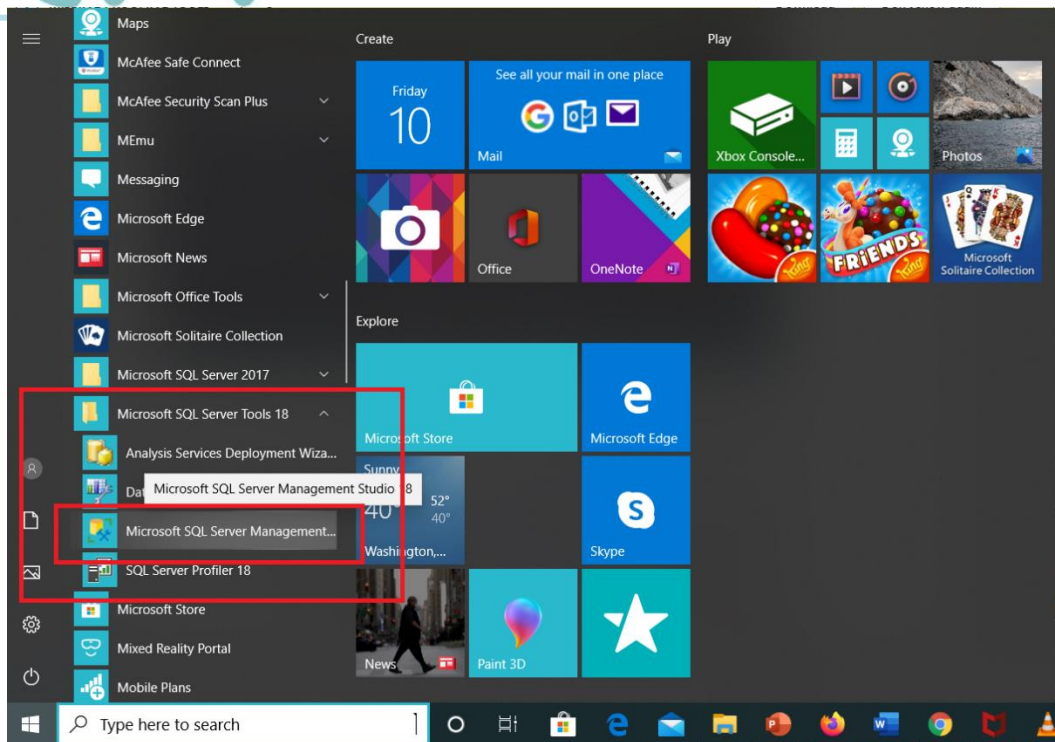 Maps
McAfee Safe Connect
McAfee Security Scan Plus
MEmu
Messaging
Microsoft Edge
Microsoft News
Microsoft Office Tools
Microsoft Solitaire Collection
Microsoft SQL Server 2017
Microsoft SQL Server Tools 18
Analysis Services Deployment Wiza...
Dat
Microsoft SQL Server Management Studio 18
Microsoft SQL Server Management...
SQL Server Profiler 18
Microsoft Store
Mixed Reality Portal
Mobile Plans
Create
Friday
10
See all your mail in one place
Mail
Office
OneNote
Explore
Microsoft Store
Microsoft Edge
Sunny
40°
52°
40°
Washington,...
Skype
News
Paint 3D
Play
Xbox Console...
Photos
King
FRIENDS
King
Microsoft
Solitaire Collection
Type here to search